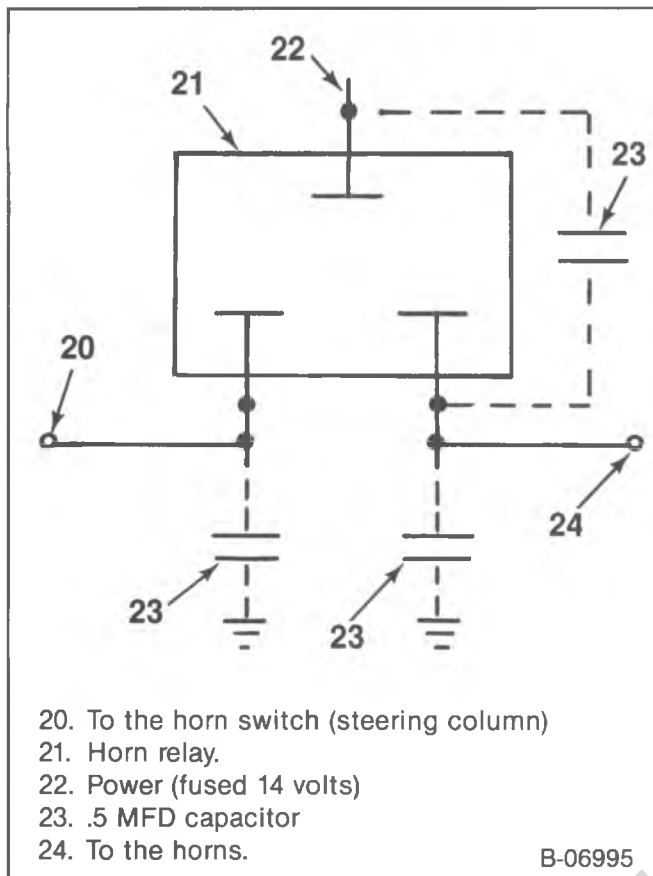 22
21
23
20
24
23
23
20. To the horn switch (steering column)
21. Horn relay.
22. Power (fused 14 volts)
23. .5 MFD capacitor
24. To the horns.
B-06995